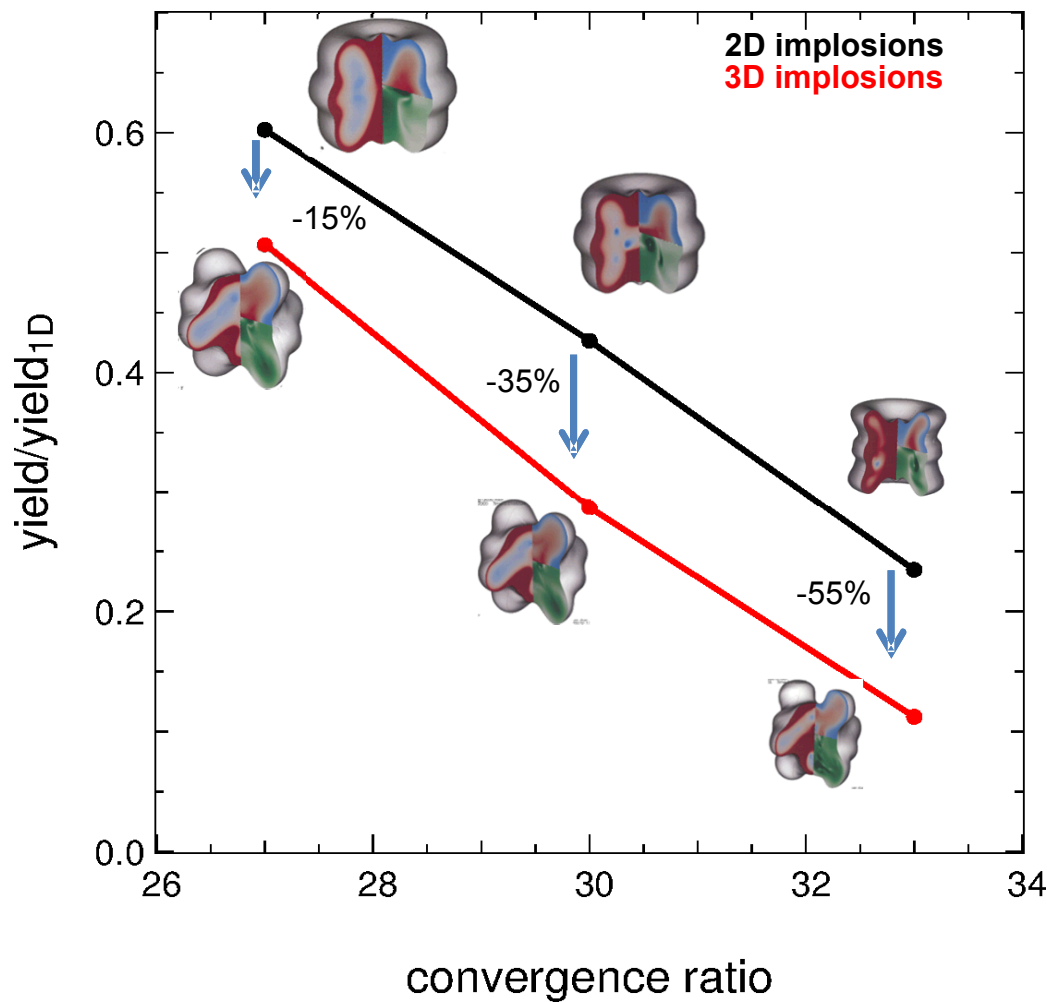 2D implosions
3D implosions
0.6
-15%
0.4
-35%
0.2
-55%
0.0
26 28 30 32 34
convergence ratio
yield/yield1D